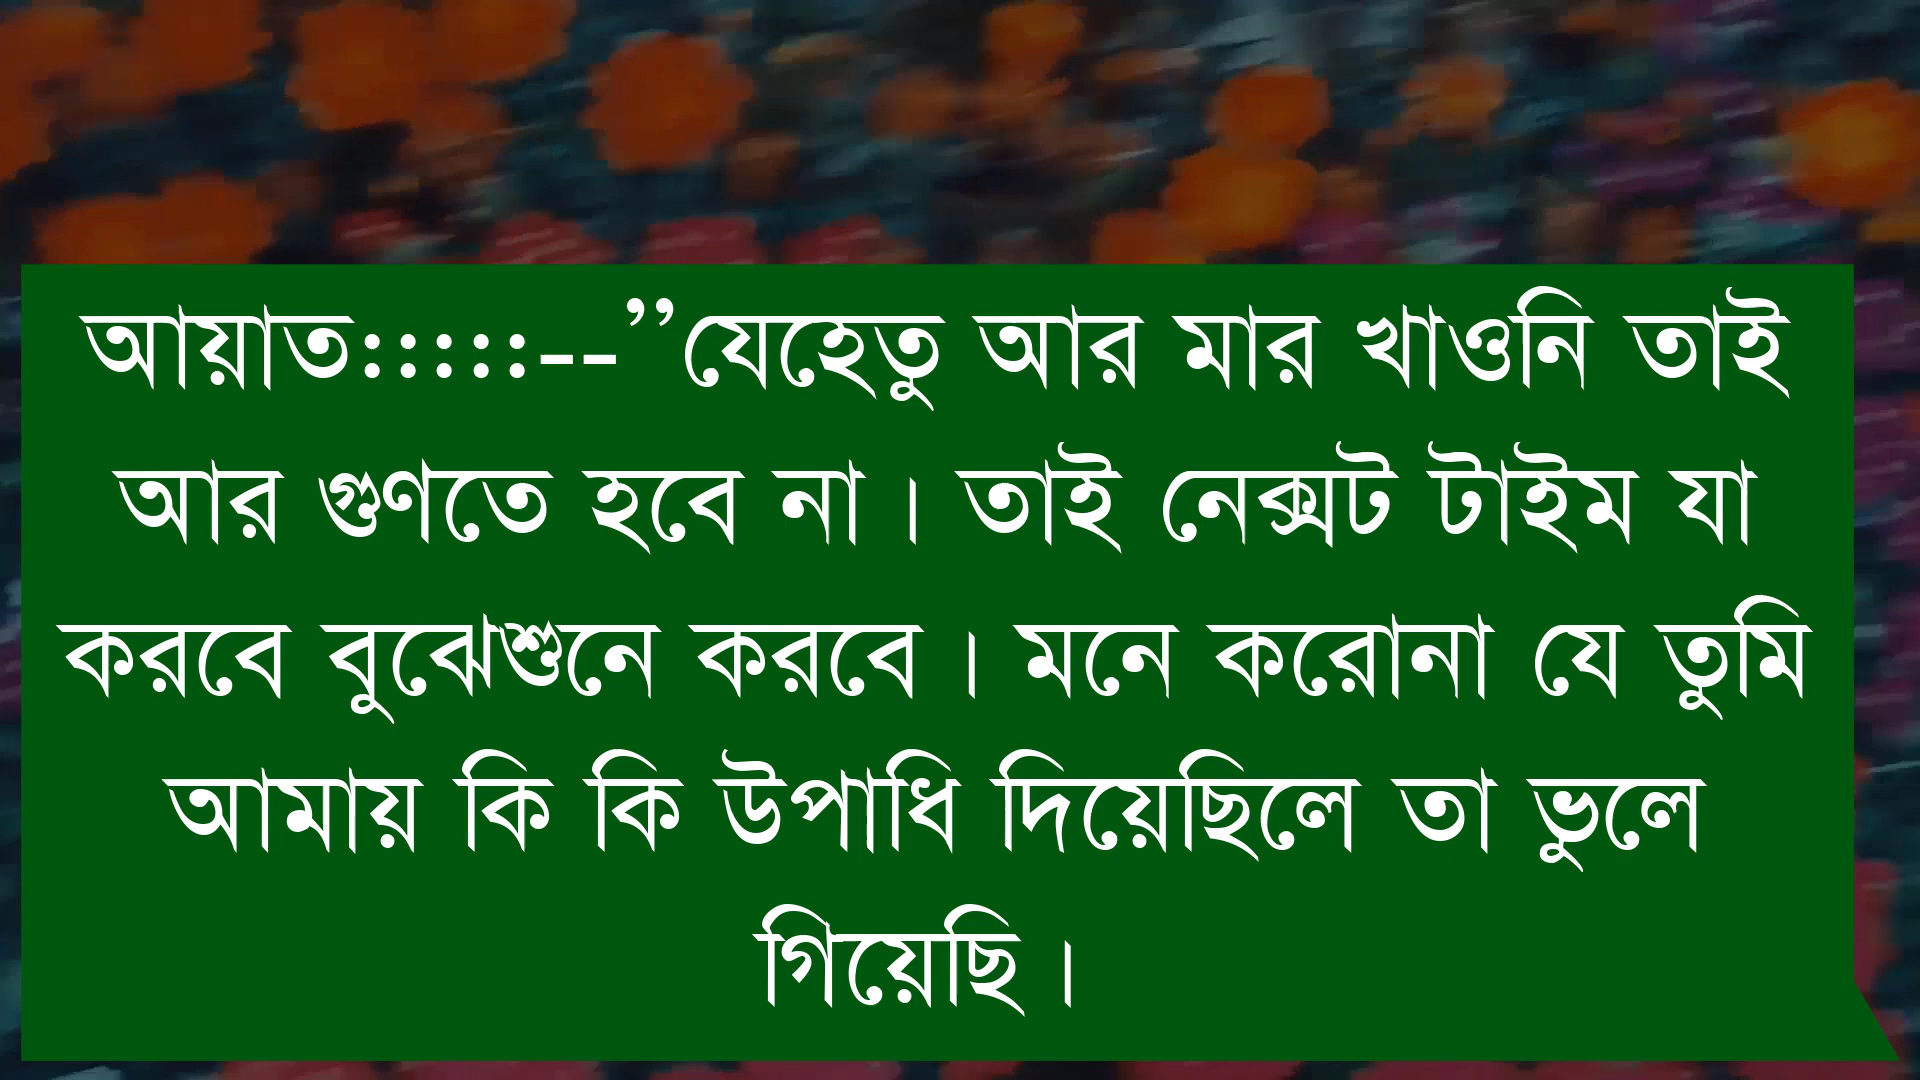 আয়াত:::::--’’যেহেতু আর মার খাওনি তাই
আর গুণতে হবে না। তাই নেক্সট টাইম যা
করবে বুঝেশুনে করবে। মনে করোনা যে তুমি
আমায় কি কি উপাধি দিয়েছিলে তা ভুলে
গিয়েছি।